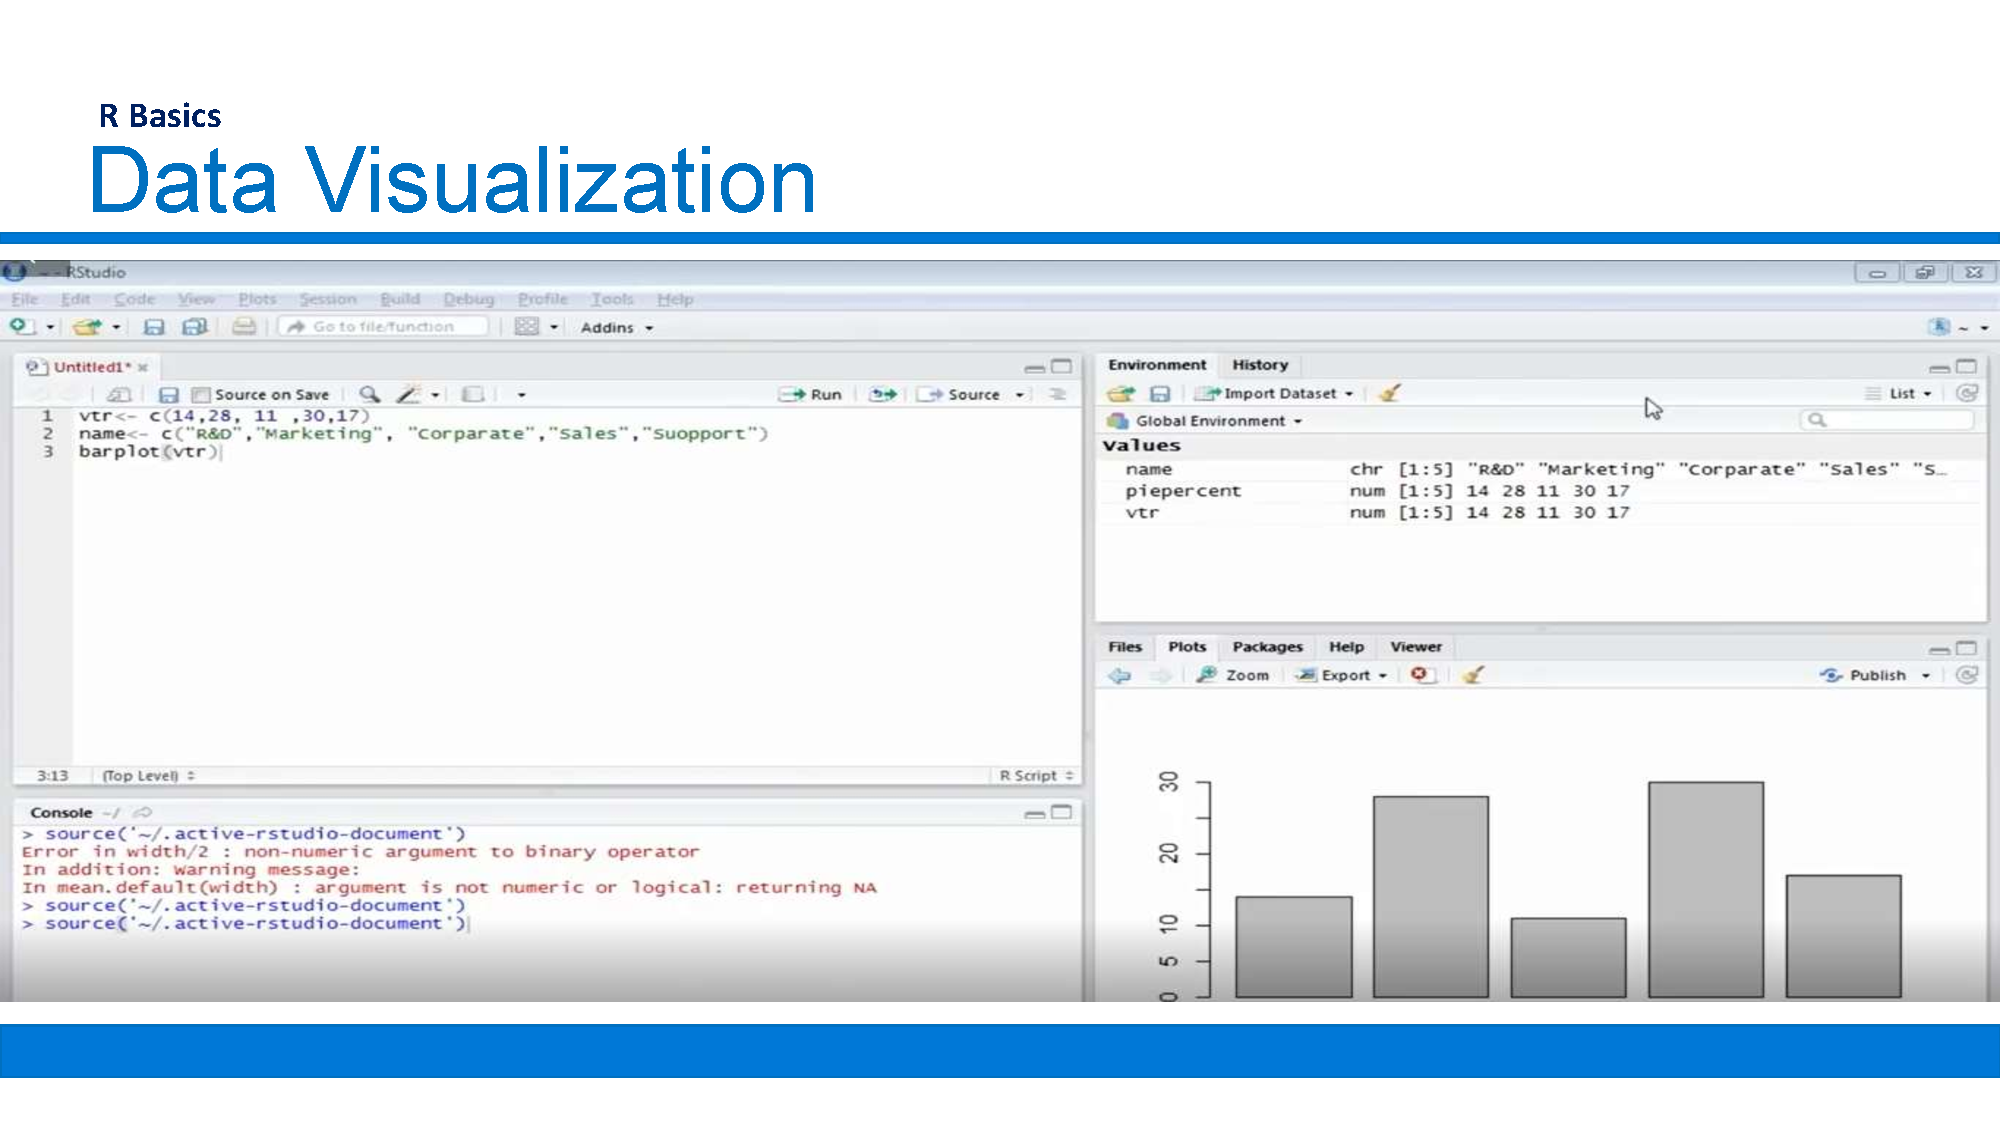 R Basics
Data Visualization
RStudio
File Edit Code View Plots Session Build Debug Profile Tools Help
Go to file/function Addins
Untitled1*
Source on Save Run Source
1 vtr<- c(14,28, 11 ,30,17)
2 name<- c("R&D","Marketing", "Corparate","Sales","Suopport")
3 barplot(vtr)
3:13 (Top Level) R Script
Console ~/
> source('~/.active-rstudio-document')
Error in width/2 : non-numeric argument to binary operator
In addition: Warning message:
In mean.default(width) : argument is not numeric or logical: returning NA
> source('~/.active-rstudio-document')
> source('~/.active-rstudio-document')
Environment History
Import Dataset List
Global Environment
Values
name chr [1:5] "R&D" "Marketing" "Corparate" "Sales" "S…
piepercent num [1:5] 14 28 11 30 17
vtr num [1:5] 14 28 11 30 17
Files Plots Packages Help Viewer
Zoom Export Publish
30
20
10
5
0